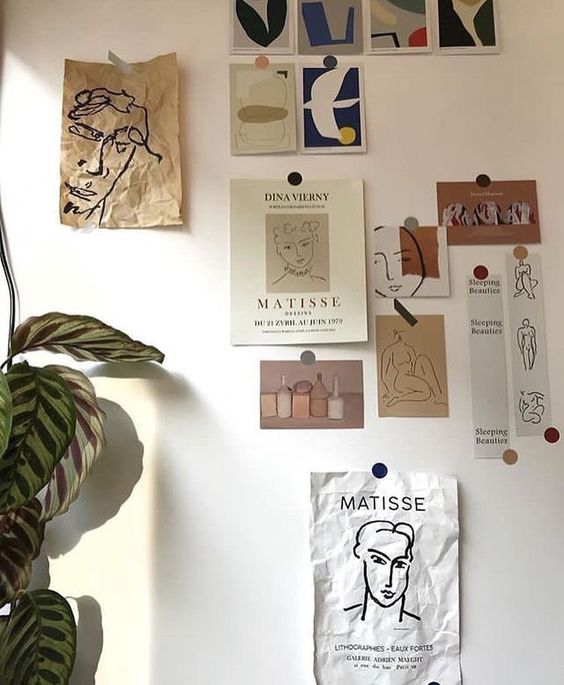 DINA VIERNY
MATISSE
DESSINS
DU 21 ZVRIL AU JUIN 1979
Sleeping
Beauties
Sleeping
Beauties
Sleeping
Beauties
MATISSE
LITHOGRAPHIES - EAUX FORTES
GALERIE ADRIEN MAEGHT